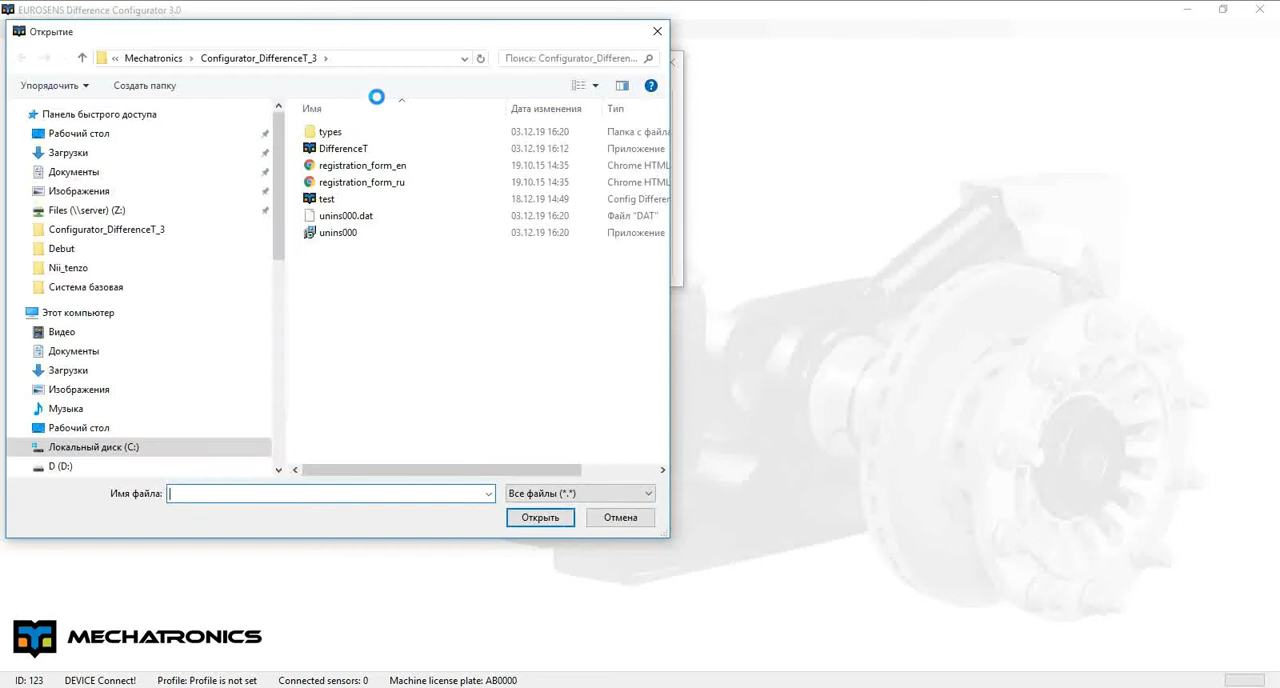 EUROSENS Difference Configurator 3.0
Открытие
« Mechatronics › Configurator_DifferenceT_3 ›
Поиск: Configurator_Differen...
Упорядочить
Создать папку
Имя
Дата изменения
Тип
types 03.12.19 16:20 Папка с файла
DifferenceT 03.12.19 16:12 Приложение
registration_form_en 19.10.15 14:35 Chrome HTML
registration_form_ru 19.10.15 14:35 Chrome HTML
test 18.12.19 14:49 Config Differen
unins000.dat 03.12.19 16:20 Файл "DAT"
unins000 03.12.19 16:20 Приложение
Панель быстрого доступа
Рабочий стол
Загрузки
Документы
Изображения
Files (\\server) (Z:)
Configurator_DifferenceT_3
Debut
Nii_tenzo
Система базовая
Этот компьютер
Видео
Документы
Загрузки
Изображения
Музыка
Рабочий стол
Локальный диск (C:)
D (D:)
Имя файла:
Все файлы (*.*)
Открыть
Отмена
MECHATRONICS
ID: 123 DEVICE Connect! Profile: Profile is not set Connected sensors: 0 Machine license plate: AB0000